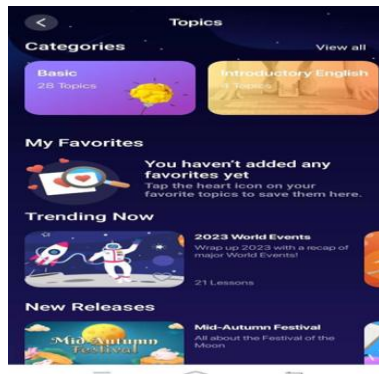 Topics
Categories
View all
Basic
28 Topics
Introductory English
4 Topics
My Favorites
You haven't added any
favorites yet
Tap the heart icon on your
favorite topics to save them here.
Trending Now
2023 World Events
Wrap up 2023 with a recap of
major World Events!
21 Lessons
New Releases
Mid-Autumn
Festival
Mid-Autumn Festival
All about the Festival of the
Moon